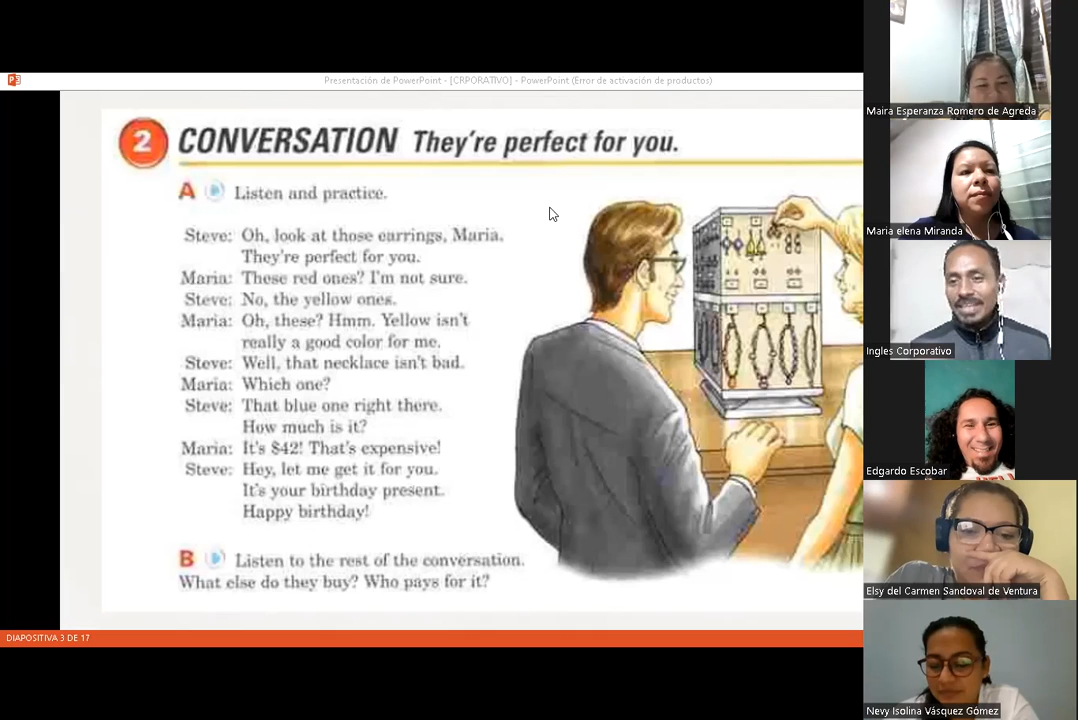 Presentación de PowerPoint - [CRPORATIVO] - PowerPoint (Error de activación de productos)
2 CONVERSATION They're perfect for you.
A Listen and practice.
Steve: Oh, look at those earrings, Maria.
They're perfect for you.
Maria: These red ones? I'm not sure.
Steve: No, the yellow ones.
Maria: Oh, these? Hmm. Yellow isn't
really a good color for me.
Steve: Well, that necklace isn't bad.
Maria: Which one?
Steve: That blue one right there.
How much is it?
Maria: It's $42! That's expensive!
Steve: Hey, let me get it for you.
It's your birthday present.
Happy birthday!
B Listen to the rest of the conversation.
What else do they buy? Who pays for it?
DIAPOSITIVA 3 DE 17
Maira Esperanza Romero de Agreda
Maria elena Miranda
Ingles Corporativo
Edgardo Escobar
Elsy del Carmen Sandoval de Ventura
Nevy Isolina Vásquez Gómez